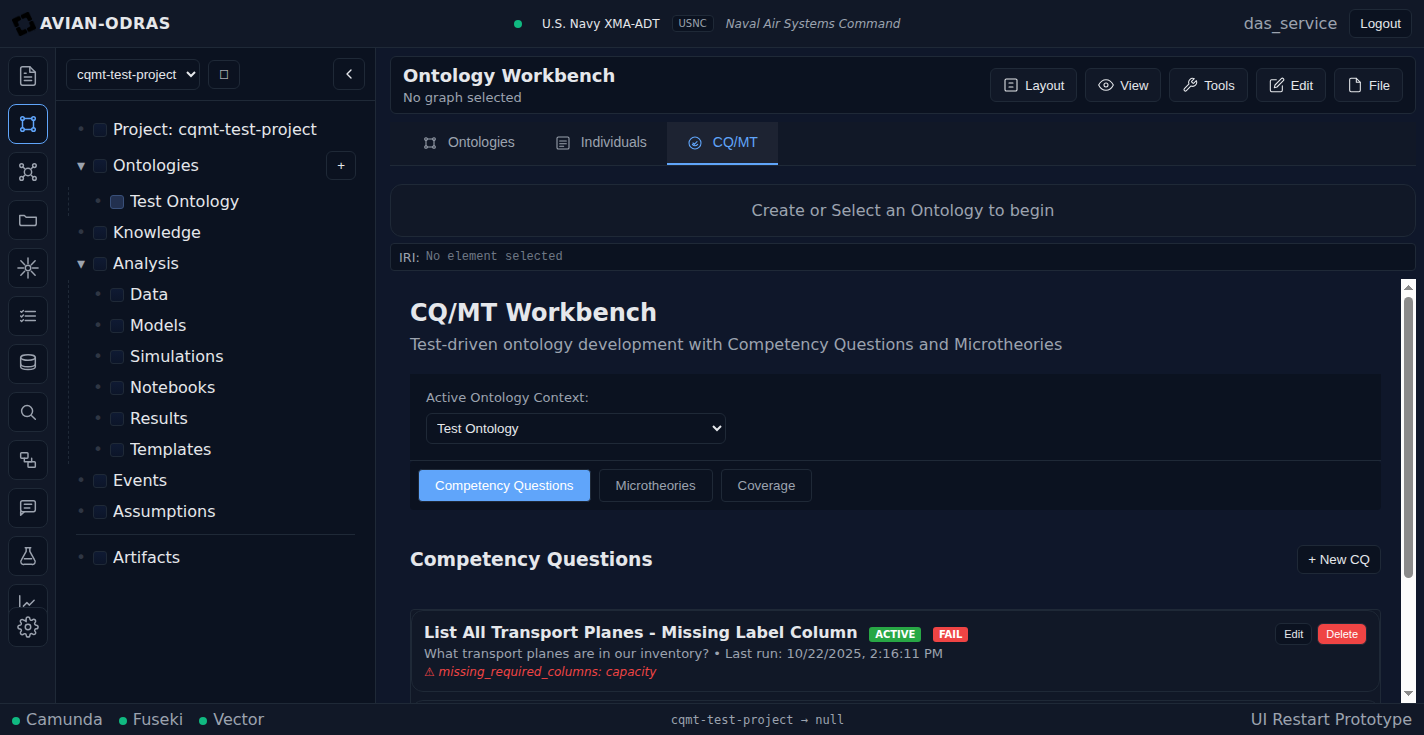 AVIAN-ODRAS
U.S. Navy XMA-ADT USNC Naval Air Systems Command
das_service Logout
cqmt-test-project
Project: cqmt-test-project
Ontologies
+
Test Ontology
Knowledge
Analysis
Data
Models
Simulations
Notebooks
Results
Templates
Events
Assumptions
Artifacts
Ontology Workbench
No graph selected
Layout View Tools Edit File
Ontologies Individuals CQ/MT
Create or Select an Ontology to begin
IRI: No element selected
CQ/MT Workbench
Test-driven ontology development with Competency Questions and Microtheories
Active Ontology Context:
Test Ontology
Competency Questions Microtheories Coverage
Competency Questions
+ New CQ
List All Transport Planes - Missing Label Column ACTIVE FAIL
Edit Delete
What transport planes are in our inventory? • Last run: 10/22/2025, 2:16:11 PM
⚠ missing_required_columns: capacity
Camunda Fuseki Vector
cqmt-test-project → null
UI Restart Prototype